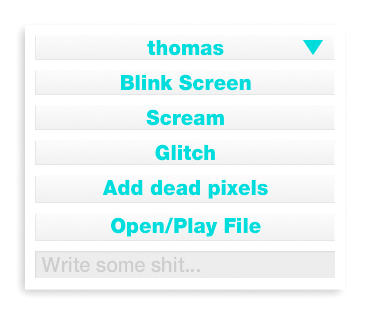 thomas
Blink Screen
Scream
Glitch
Add dead pixels
Open/Play File
Write some shit...